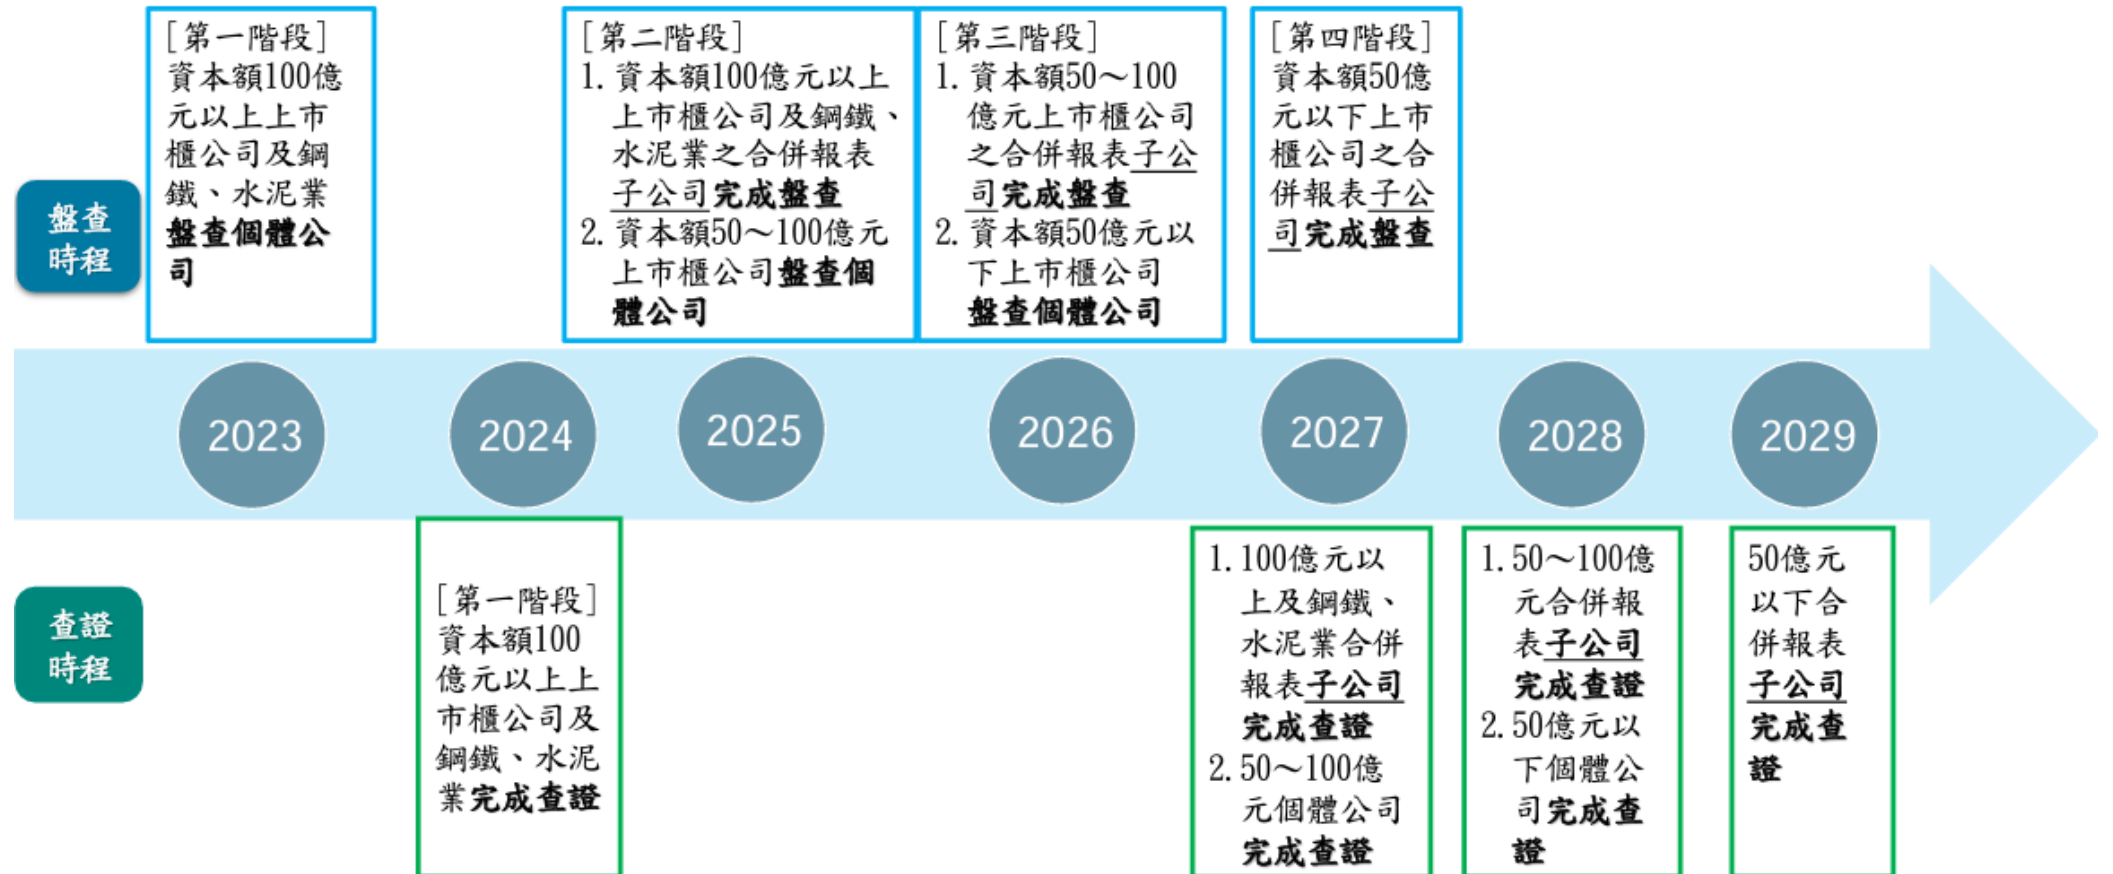 [第一階段]
資本額100億
元以上上市
櫃公司及鋼
鐵、水泥業
盤查個體公
司
[第二階段]
1. 資本額100億元以上
上市櫃公司及鋼鐵、
水泥業之合併報表
子公司完成盤查
2. 資本額50～100億元
上市櫃公司盤查個
體公司
[第三階段]
1. 資本額50～100
億元上市櫃公司
之合併報表子公
司完成盤查
2. 資本額50億元以
下上市櫃公司
盤查個體公司
[第四階段]
資本額50億
元以下上市
櫃公司之合
併報表子公
司完成盤查
盤查
時程
2023
2024
2025
2026
2027
2028
2029
查證
時程
[第一階段]
資本額100
億元以上上
市櫃公司及
鋼鐵、水泥
業完成查證
1. 100億元以
上及鋼鐵、
水泥業合併
報表子公司
完成查證
2. 50～100億
元個體公司
完成查證
1. 50～100億
元合併報
表子公司
完成查證
2. 50億元以
下個體公
司完成查
證
50億元
以下合
併報表
子公司
完成查
證